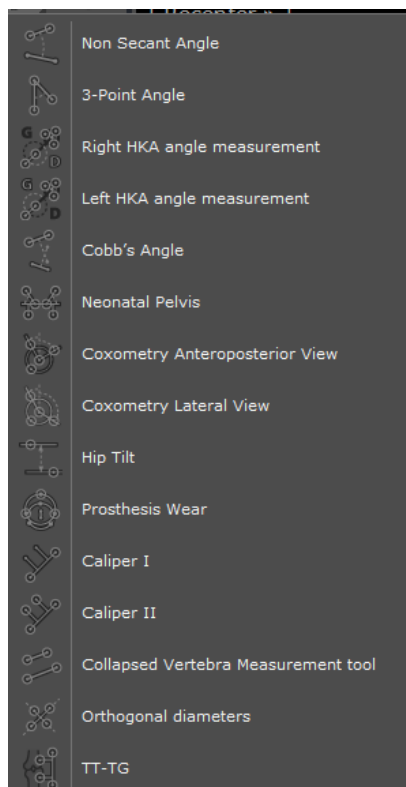 Recenter »
Non Secant Angle
3-Point Angle
G
D
Right HKA angle measurement
G
D
Left HKA angle measurement
Cobb's Angle
Neonatal Pelvis
Coxometry Anteroposterior View
Coxometry Lateral View
Hip Tilt
Prosthesis Wear
Caliper I
Caliper II
Collapsed Vertebra Measurement tool
Orthogonal diameters
TT-TG